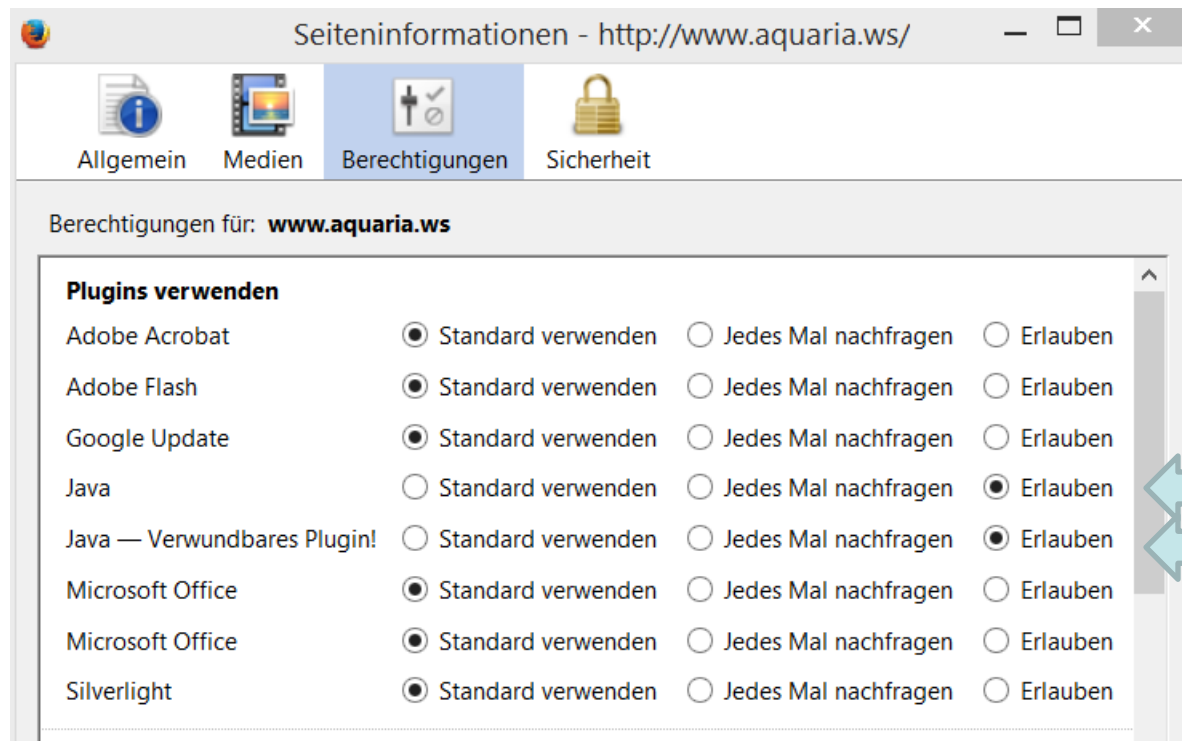 Seiteninformationen - http://www.aquaria.ws/
Allgemein Medien Berechtigungen Sicherheit
Berechtigungen für: www.aquaria.ws
Plugins verwenden
Adobe Acrobat Standard verwenden Jedes Mal nachfragen Erlauben
Adobe Flash Standard verwenden Jedes Mal nachfragen Erlauben
Google Update Standard verwenden Jedes Mal nachfragen Erlauben
Java Standard verwenden Jedes Mal nachfragen Erlauben
Java — Verwundbares Plugin! Standard verwenden Jedes Mal nachfragen Erlauben
Microsoft Office Standard verwenden Jedes Mal nachfragen Erlauben
Microsoft Office Standard verwenden Jedes Mal nachfragen Erlauben
Silverlight Standard verwenden Jedes Mal nachfragen Erlauben